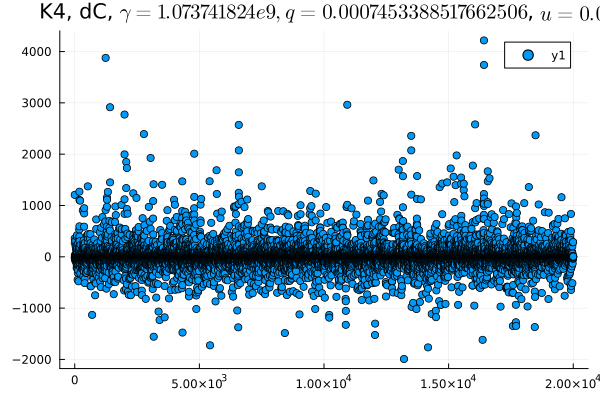 K4, dC, γ = 1.073741824e9, q = 0.0007453388517662506, u = 0.0
y1
4000
3000
2000
1000
0
−1000
−2000
0 5.00×10³ 1.00×10⁴ 1.50×10⁴ 2.00×10⁴